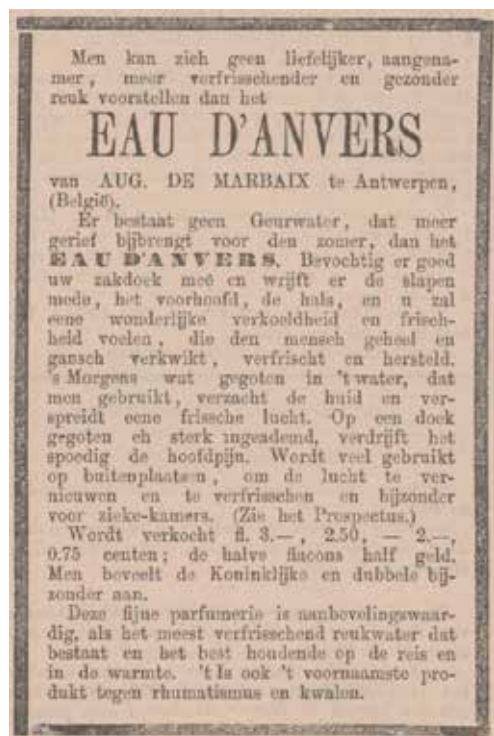 Men kan zich geen liefelijker, aangena-
mer, meer verfrisschender en gezonder
reuk voorstellen dan het
EAU D'ANVERS
van AUG. DE MARBAIX te Antwerpen,
(België).
Er bestaat geen Geurwater, dat meer
gerief bijbrengt voor den zomer, dan het
EAU D'ANVERS. Bevochtig er goed
uw zakdoek meê en wrijft er de slapen
mede, het voorhoofd, de hals, en u zal
eene wonderlijke verkoeldheid en frisch-
heid voelen, die den mensch geheel en
gansch verkwikt, verfrischt en hersteld.
's Morgens wat gegoten in 't water, dat
men gebruikt, verzacht de huid en ver-
spreidt eene frissche lucht. Op een doek
gegoten eh sterk ingeademd, verdrijft het
spoedig de hoofdpijn. Wordt veel gebruikt
op buitenplaatsen, om de lucht te ver-
nieuwen en te verfrisschen en bijzonder
voor zieke-kamers. (Zie het Prospectus.)
Wordt verkocht fl. 3.—, 2.50, — 2.—,
0.75 centen; de halve flacons half geld.
Men beveelt de Koninklijke en dubbele bij-
zonder aan.
Deze fijne parfumerie is aanbevelingswaar-
dig, als het meest verfrisschend reukwater dat
bestaat en het best houdende op de reis en
in de warmte. 't Is ook 't voornaamste pro-
dukt tegen rhumatismus en kwalen.